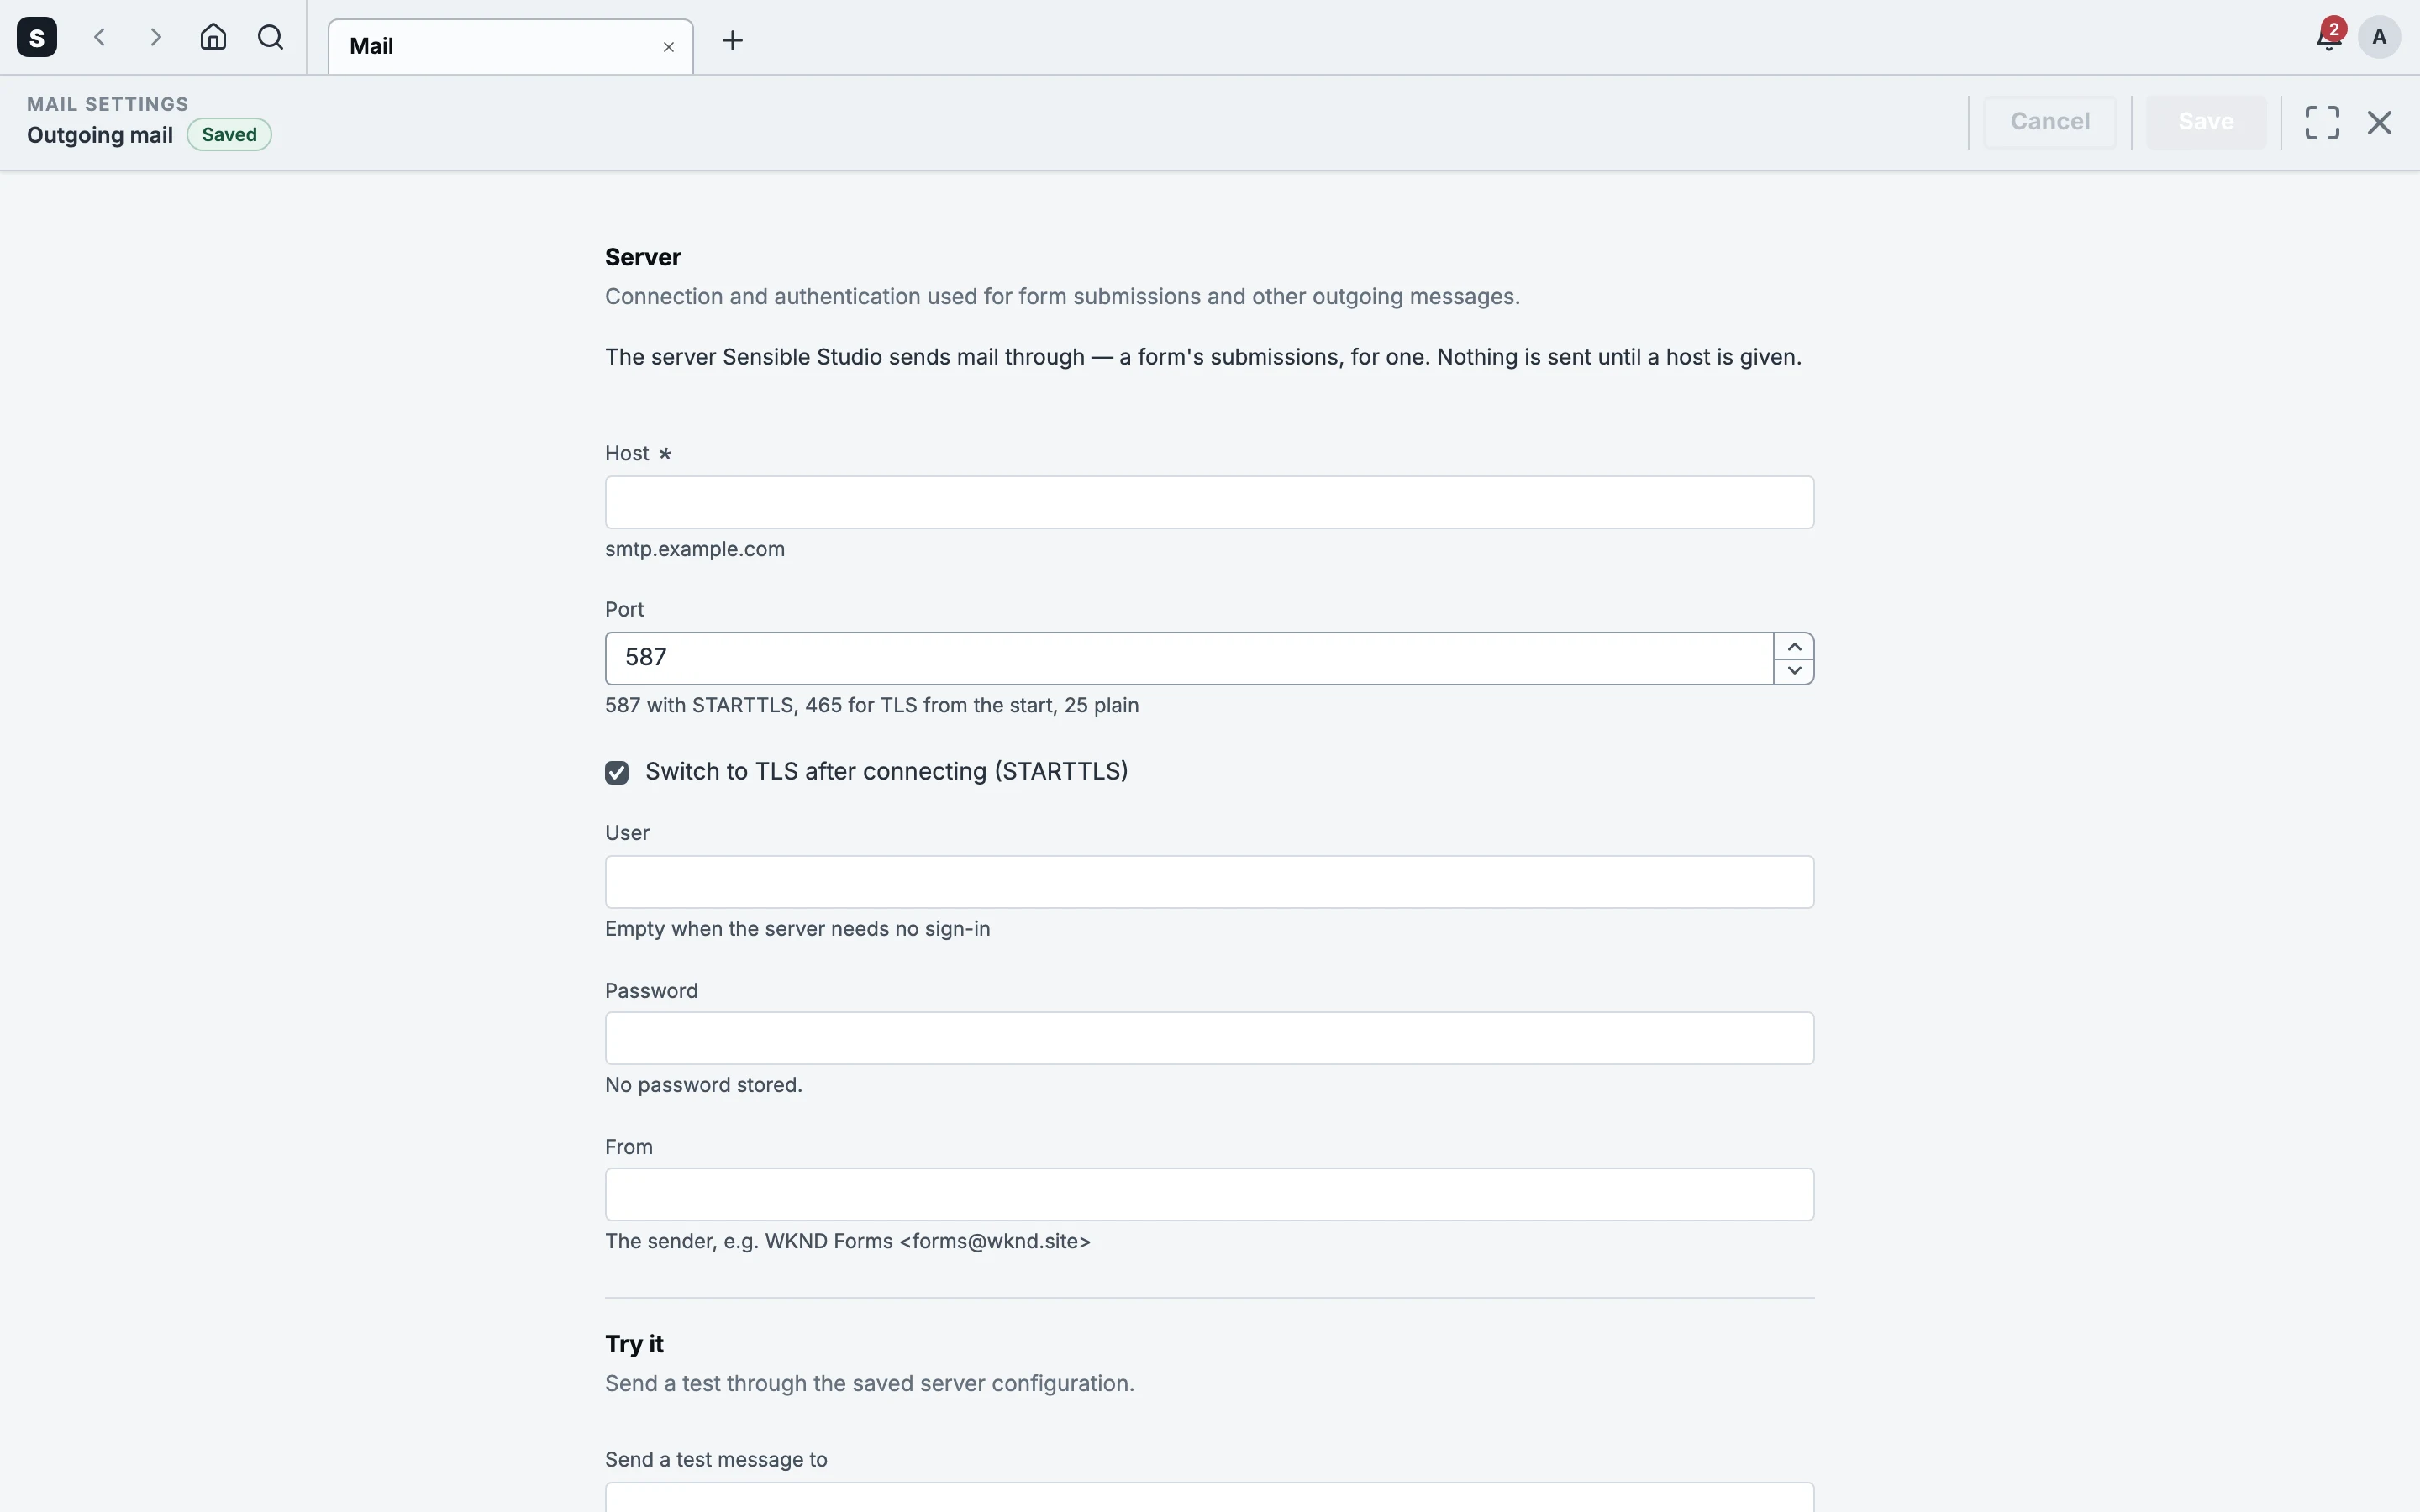 S
Mail
2
A
MAIL SETTINGS
Outgoing mail
Saved
Cancel
Save
Server
Connection and authentication used for form submissions and other outgoing messages.
The server Sensible Studio sends mail through — a form's submissions, for one. Nothing is sent until a host is given.
Host *
smtp.example.com
Port
587
587 with STARTTLS, 465 for TLS from the start, 25 plain
Switch to TLS after connecting (STARTTLS)
User
Empty when the server needs no sign-in
Password
No password stored.
From
The sender, e.g. WKND Forms <forms@wknd.site>
Try it
Send a test through the saved server configuration.
Send a test message to